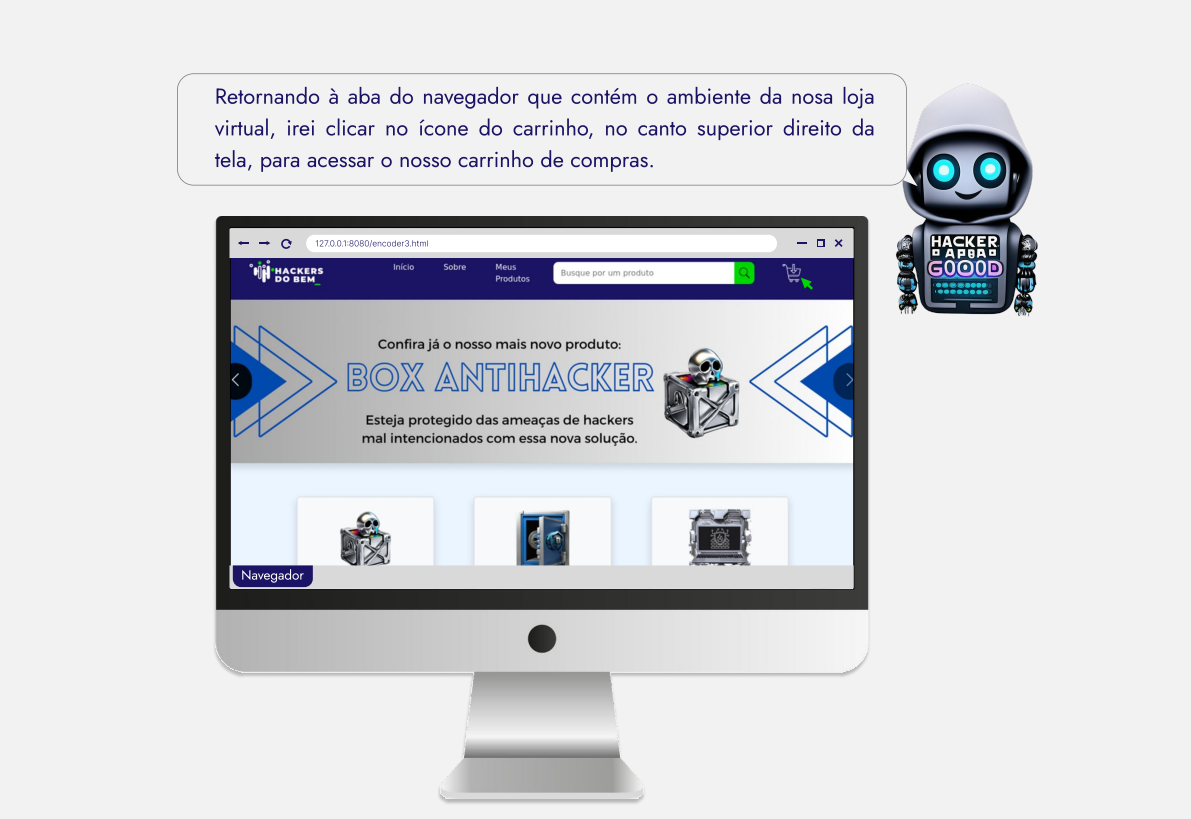 Retornando à aba do navegador que contém o ambiente da nosa loja
virtual, irei clicar no ícone do carrinho, no canto superior direito da
tela, para acessar o nosso carrinho de compras.
HACKER
APBA
GOOOD
127.0.0.1:8080/encoder3.html
HACKERS
DO BEM_
Início
Sobre
Meus
Produtos
Busque por um produto
Confira já o nosso mais novo produto:
BOX ANTIHACKER
Esteja protegido das ameaças de hackers
mal intencionados com essa nova solução.
Navegador